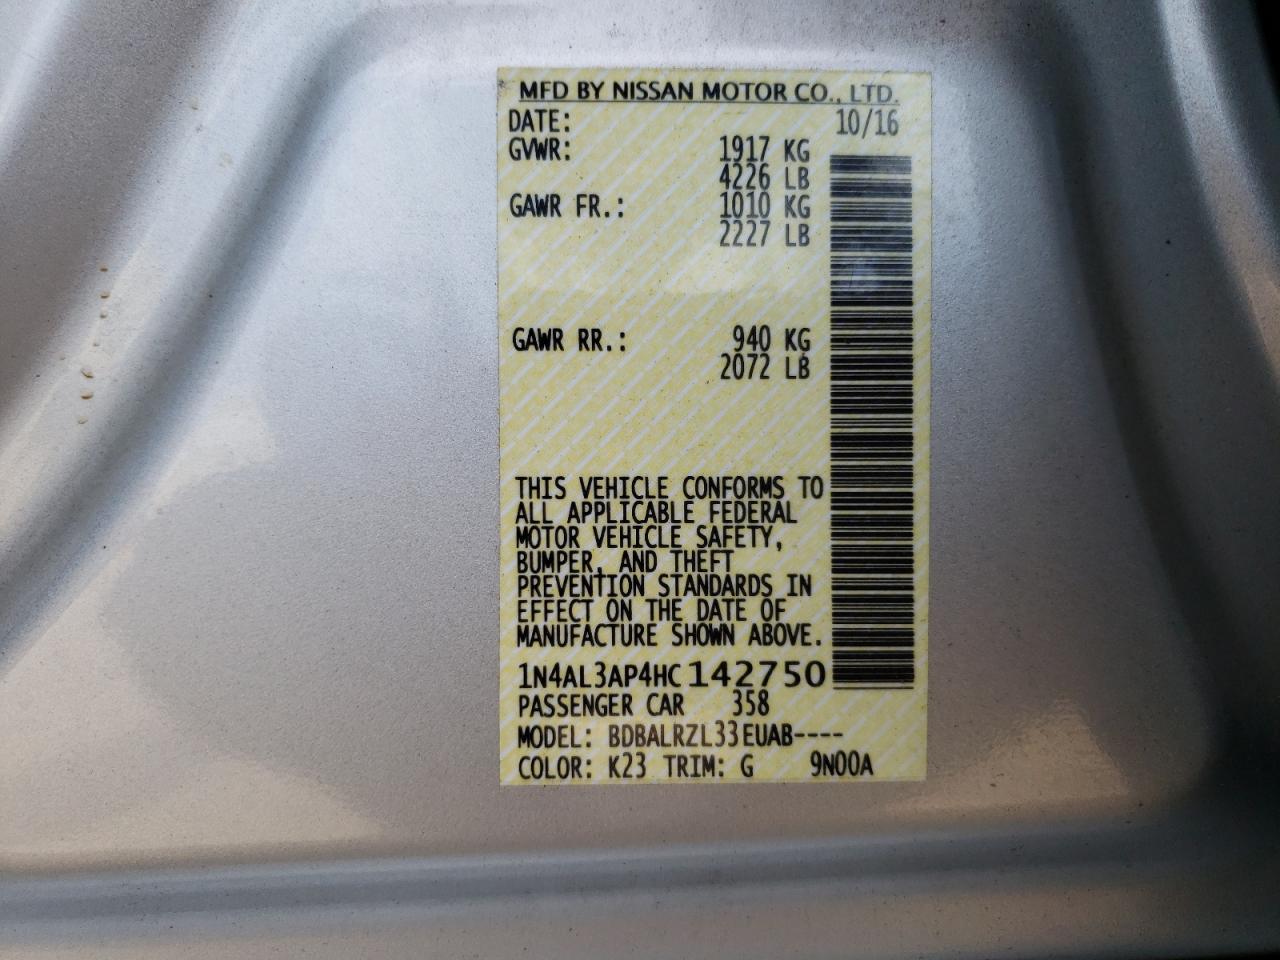 MFD BY NISSAN MOTOR CO., LTD.
DATE: 10/16
GVWR: 1917 KG
4226 LB
GAWR FR.: 1010 KG
2227 LB
GAWR RR.: 940 KG
2072 LB
THIS VEHICLE CONFORMS TO
ALL APPLICABLE FEDERAL
MOTOR VEHICLE SAFETY,
BUMPER, AND THEFT
PREVENTION STANDARDS IN
EFFECT ON THE DATE OF
MANUFACTURE SHOWN ABOVE.
1N4AL3AP4HC142750
PASSENGER CAR 358
MODEL: BDBALRZL33EUAB----
COLOR: K23 TRIM: G 9N00A